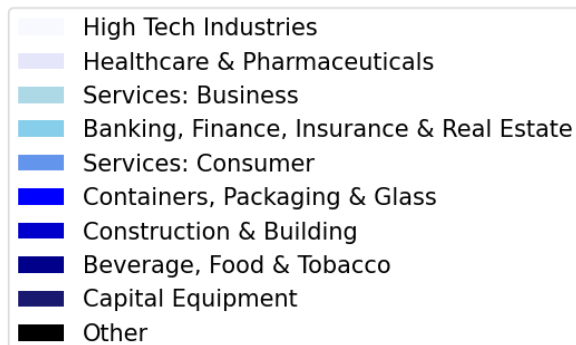 High Tech Industries
Healthcare & Pharmaceuticals
Services: Business
Banking, Finance, Insurance & Real Estate
Services: Consumer
Containers, Packaging & Glass
Construction & Building
Beverage, Food & Tobacco
Capital Equipment
Other